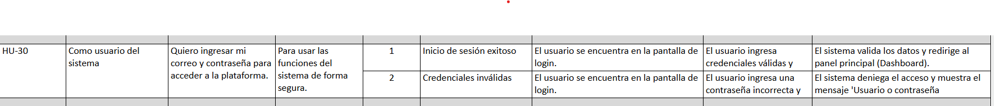 HU-30
Como usuario del
sistema
Quiero ingresar mi
correo y contraseña para
acceder a la plataforma.
Para usar las
funciones del
sistema de forma
segura.
1
Inicio de sesión exitoso
El usuario se encuentra en la pantalla de
login.
El usuario ingresa
credenciales válidas y
El sistema valida los datos y redirige al
panel principal (Dashboard).
2
Credenciales inválidas
El usuario se encuentra en la pantalla de
login.
El usuario ingresa una
contraseña incorrecta y
El sistema deniega el acceso y muestra el
mensaje 'Usuario o contraseña